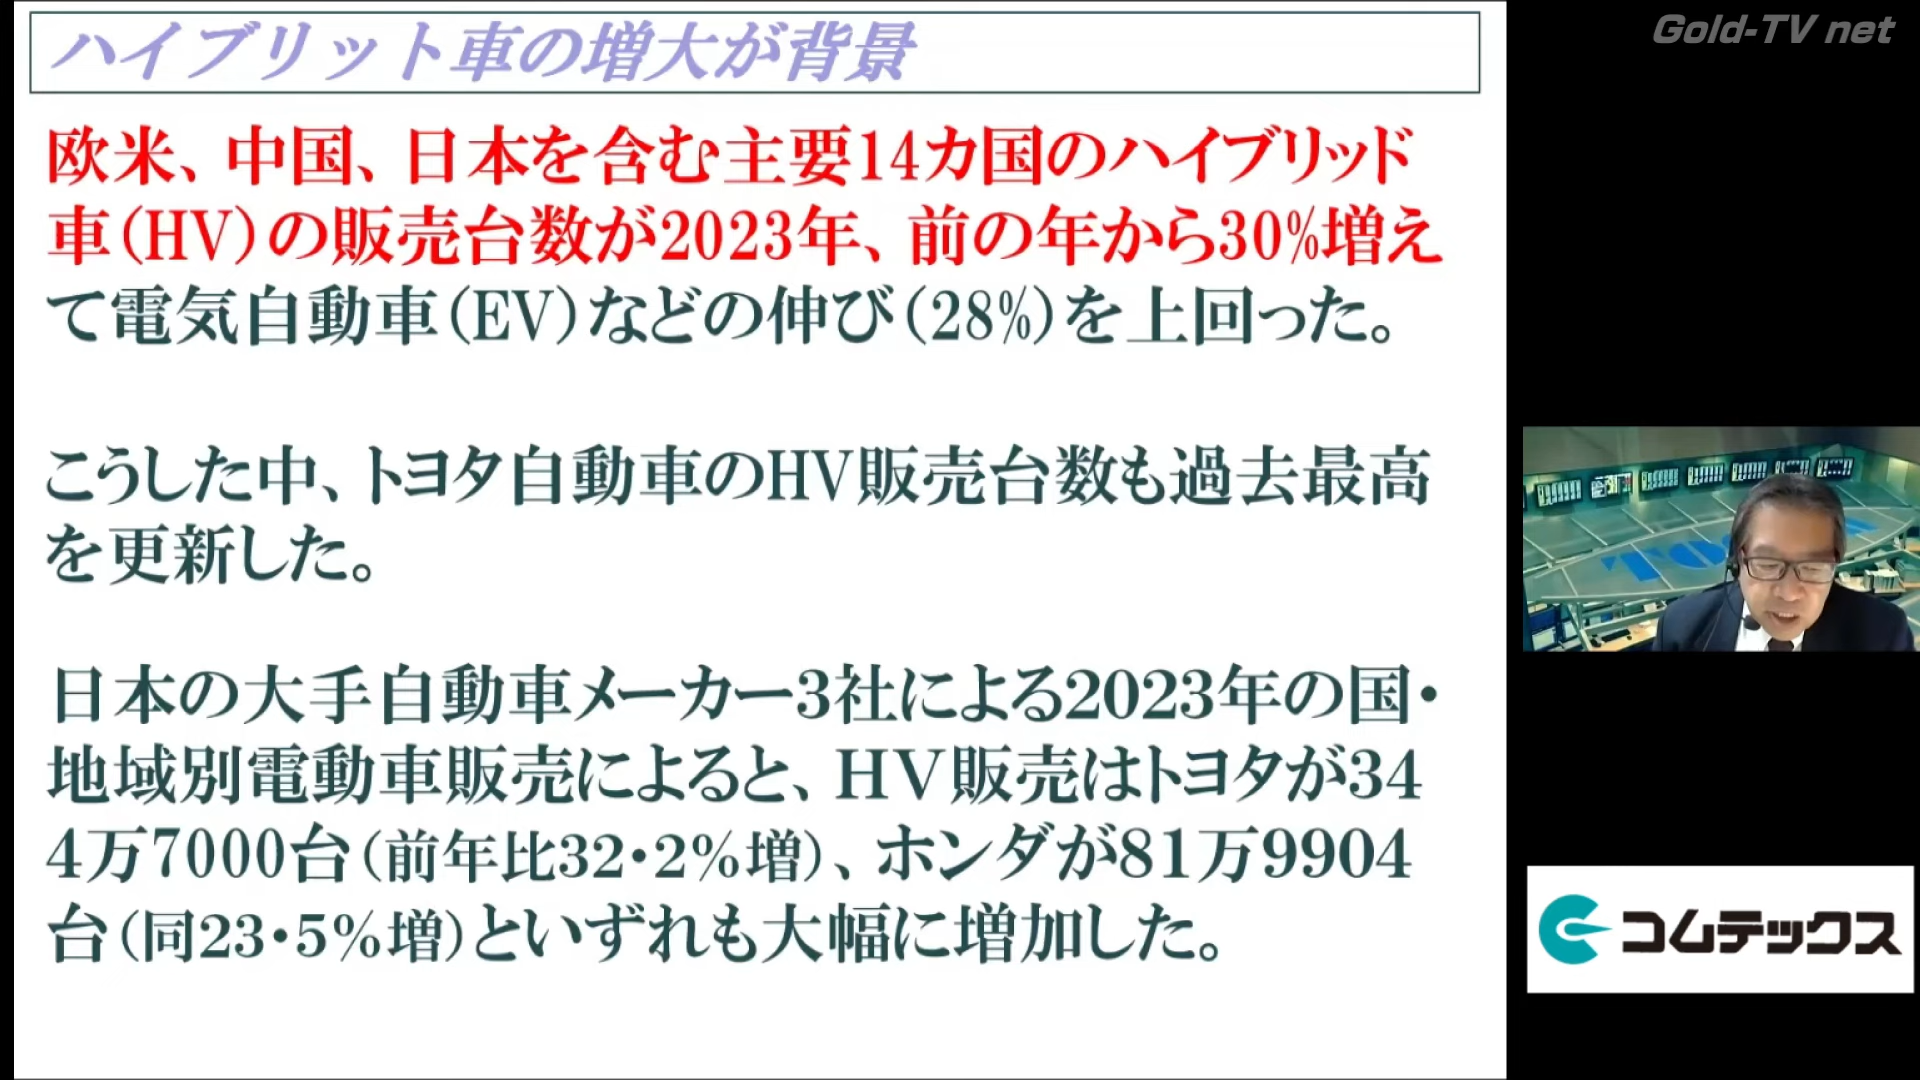 ハイブリット車の増大が背景
Gold-TV net
欧米、中国、日本を含む主要14カ国のハイブリッド
車(HV)の販売台数が2023年、前の年から30%増え
て電気自動車(EV)などの伸び(28%)を上回った。
こうした中、トヨタ自動車のHV販売台数も過去最高
を更新した。
日本の大手自動車メーカー3社による2023年の国・
地域別電動車販売によると、HV販売はトヨタが34
4万7000台(前年比32・2%増)、ホンダが81万9904
台(同23・5%増)といずれも大幅に増加した。
コムテックス